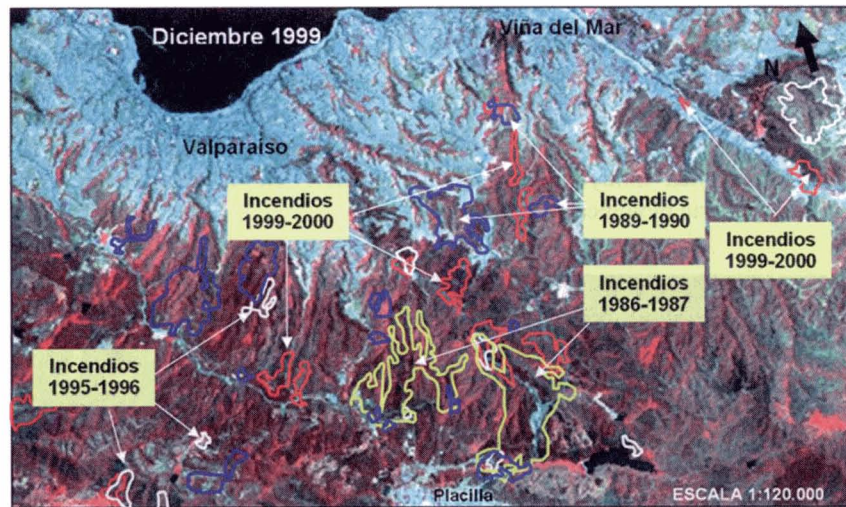 Diciembre 1999
Viña del Mar
N
Valparaiso
Incendios
1999-2000
Incendios
1989-1990
Incendios
1999-2000
Incendios
1986-1987
Incendios
1995-1996
Placilla
ESCALA 1:120.000